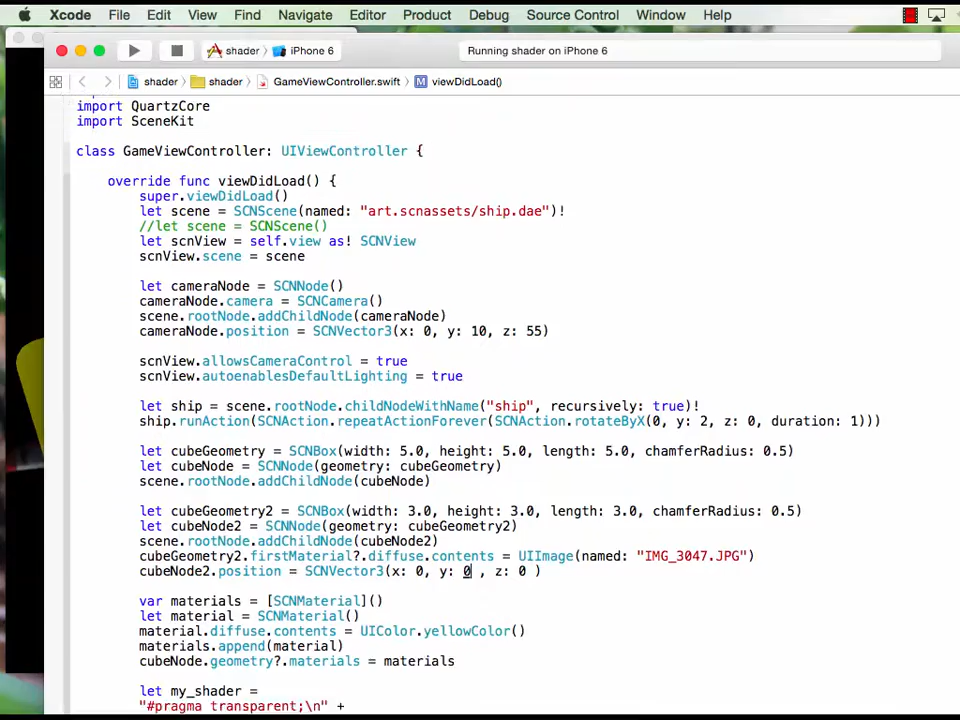 Xcode File Edit View Find Navigate Editor Product Debug Source Control Window Help
shader iPhone 6 Running shader on iPhone 6
shader shader GameViewController.swift M viewDidLoad()
import QuartzCore
import SceneKit
class GameViewController: UIViewController {
override func viewDidLoad() {
super.viewDidLoad()
let scene = SCNScene(named: "art.scnassets/ship.dae")!
//let scene = SCNScene()
let scnView = self.view as! SCNView
scnView.scene = scene
let cameraNode = SCNNode()
cameraNode.camera = SCNCamera()
scene.rootNode.addChildNode(cameraNode)
cameraNode.position = SCNVector3(x: 0, y: 10, z: 55)
scnView.allowsCameraControl = true
scnView.autoenablesDefaultLighting = true
let ship = scene.rootNode.childNodeWithName("ship", recursively: true)!
ship.runAction(SCNAction.repeatActionForever(SCNAction.rotateByX(0, y: 2, z: 0, duration: 1)))
let cubeGeometry = SCNBox(width: 5.0, height: 5.0, length: 5.0, chamferRadius: 0.5)
let cubeNode = SCNNode(geometry: cubeGeometry)
scene.rootNode.addChildNode(cubeNode)
let cubeGeometry2 = SCNBox(width: 3.0, height: 3.0, length: 3.0, chamferRadius: 0.5)
let cubeNode2 = SCNNode(geometry: cubeGeometry2)
scene.rootNode.addChildNode(cubeNode2)
cubeGeometry2.firstMaterial?.diffuse.contents = UIImage(named: "IMG_3047.JPG")
cubeNode2.position = SCNVector3(x: 0, y: 0 , z: 0 )
var materials = [SCNMaterial]()
let material = SCNMaterial()
material.diffuse.contents = UIColor.yellowColor()
materials.append(material)
cubeNode.geometry?.materials = materials
let my_shader =
"#pragma transparent;\n" +